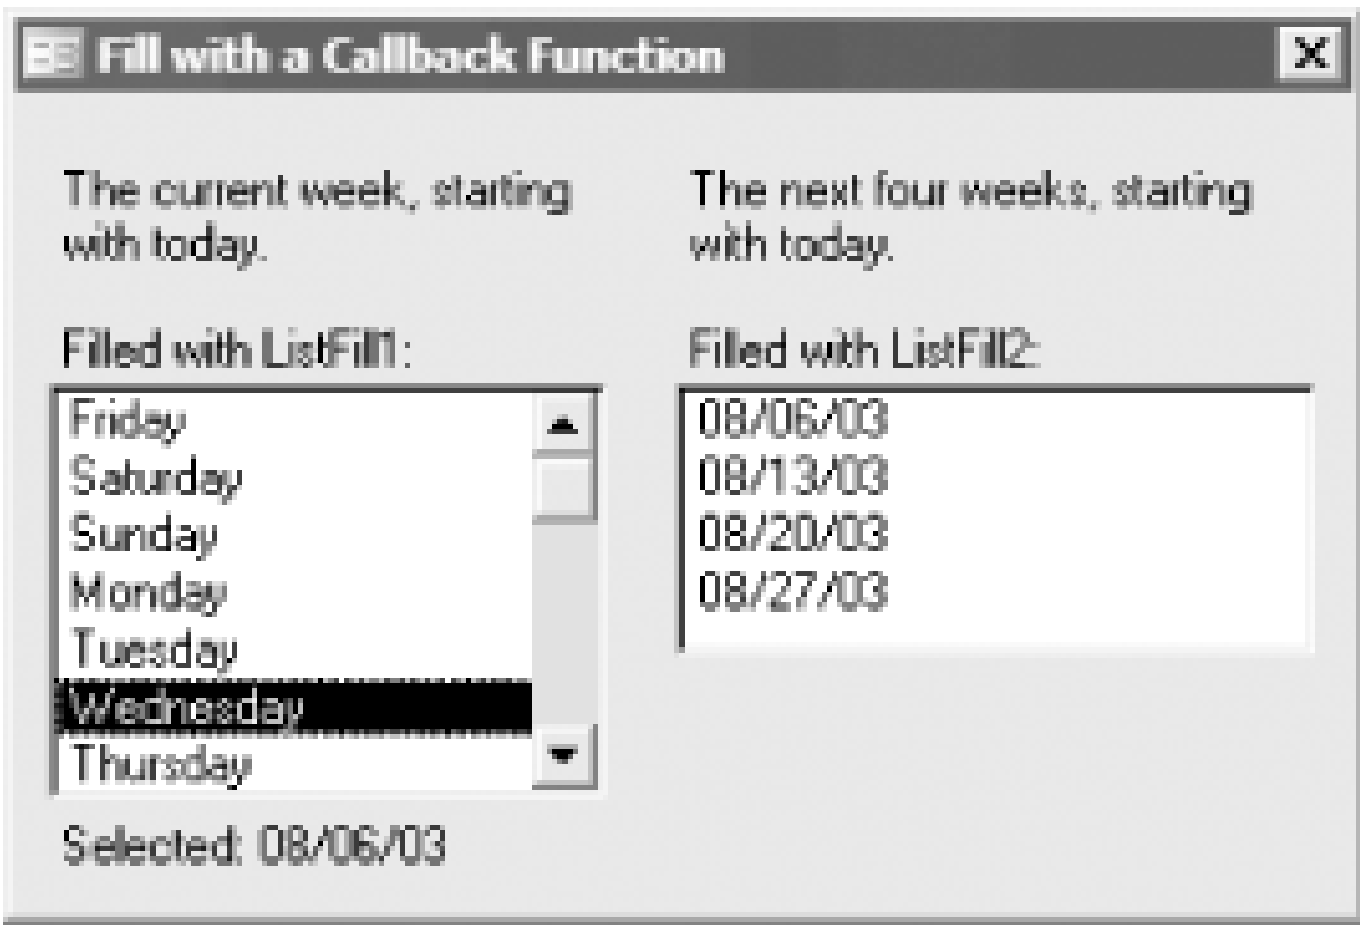 Fill with a Callback Function
The current week, starting
with today.
Filled with ListFill1:
Friday
Saturday
Sunday
Monday
Tuesday
Wednesday
Thursday
Selected: 08/06/03
The next four weeks, starting
with today.
Filled with ListFill2:
08/06/03
08/13/03
08/20/03
08/27/03